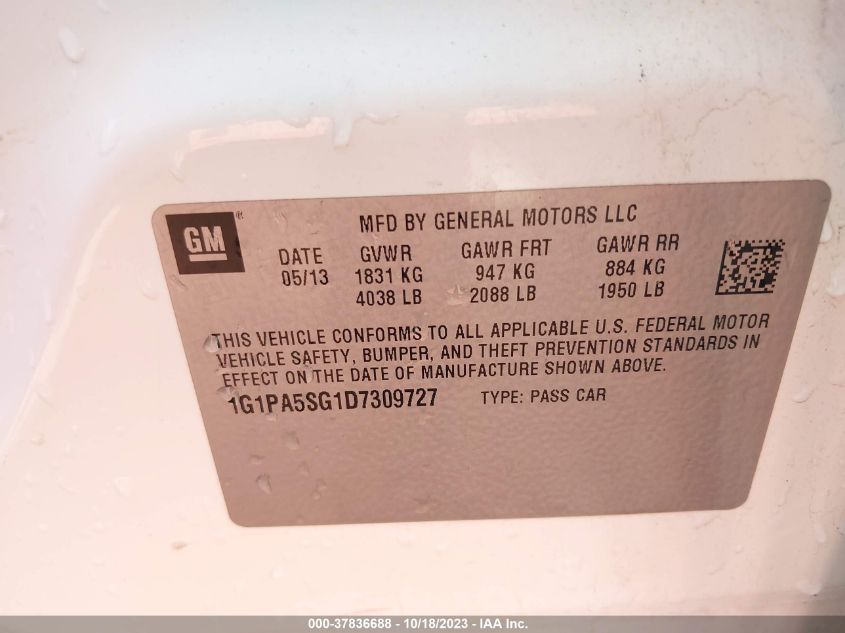 GM®
MFD BY GENERAL MOTORS LLC
DATE GVWR GAWR FRT GAWR RR
05/13 1831 KG 947 KG 884 KG
4038 LB 2088 LB 1950 LB
THIS VEHICLE CONFORMS TO ALL APPLICABLE U.S. FEDERAL MOTOR
VEHICLE SAFETY, BUMPER, AND THEFT PREVENTION STANDARDS IN
EFFECT ON THE DATE OF MANUFACTURE SHOWN ABOVE.
1G1PA5SG1D7309727 TYPE: PASS CAR
000-37836688 - 10/18/2023 - IAA Inc.